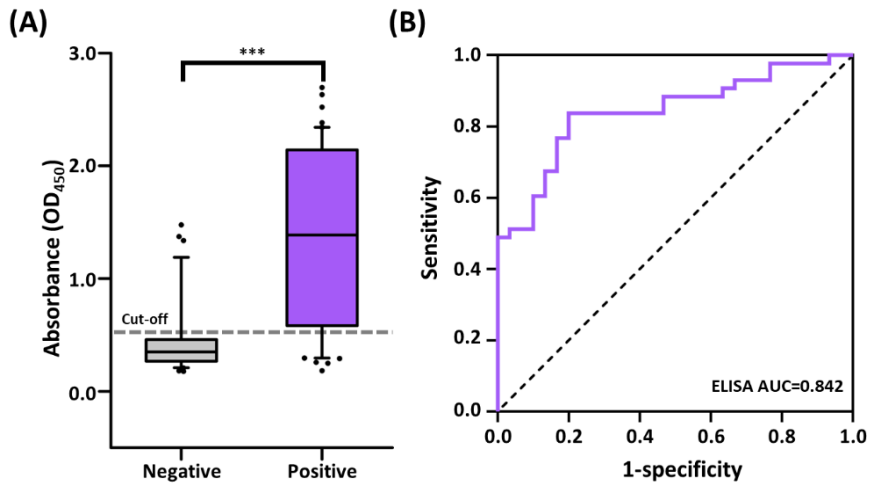 (A)
***
3.0
2.0
1.0
0.0
Absorbance (OD450)
Cut-off
Negative
Positive
(B)
1.0
0.8
0.6
0.4
0.2
0.0
Sensitivity
ELISA AUC=0.842
0.0
0.2
0.4
0.6
0.8
1.0
1-specificity